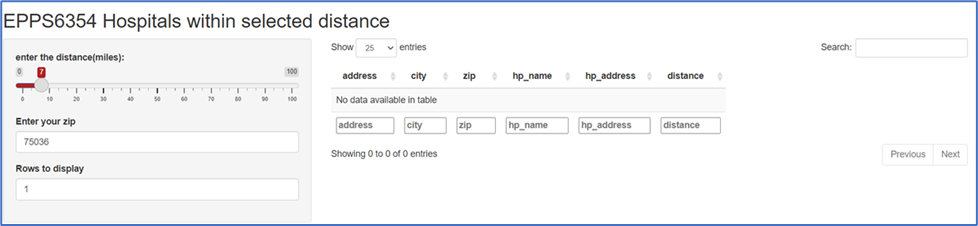 EPPS6354 Hospitals within selected distance
enter the distance(miles):
0 7 100
0 10 20 30 40 50 60 70 80 90 100
Enter your zip
75036
Rows to display
1
Show 25 entries
Search:
address city zip hp_name hp_address distance
No data available in table
address city zip hp_name hp_address distance
Showing 0 to 0 of 0 entries
Previous Next